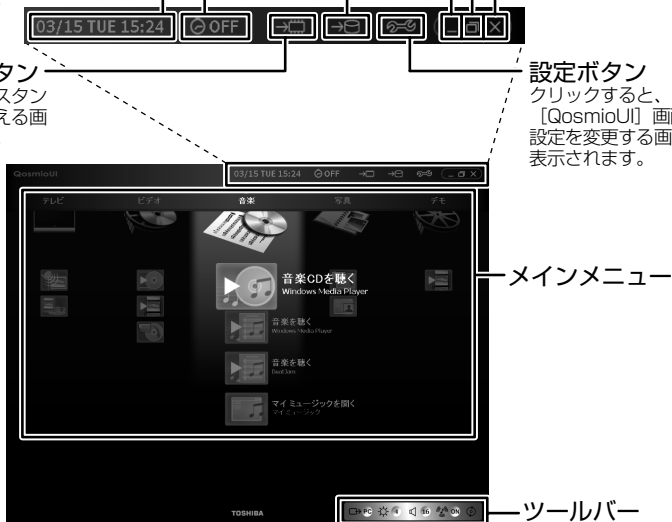 03/15 TUE 15:24 OFF
タン
スタン
える画
設定ボタン
クリックすると、
［QosmioUI］画
設定を変更する画
表示されます。
QosmioUI
03/15 TUE 15:24 OFF
テレビ ビデオ 音楽 写真 デモ
音楽CDを聴く
Windows Media Player
音楽を聴く
Windows Media Player
音楽を聴く
BeatJam
マイ ミュージックを開く
マイ ミュージック
メインメニュー
TOSHIBA
PC 16 ON
ツールバー